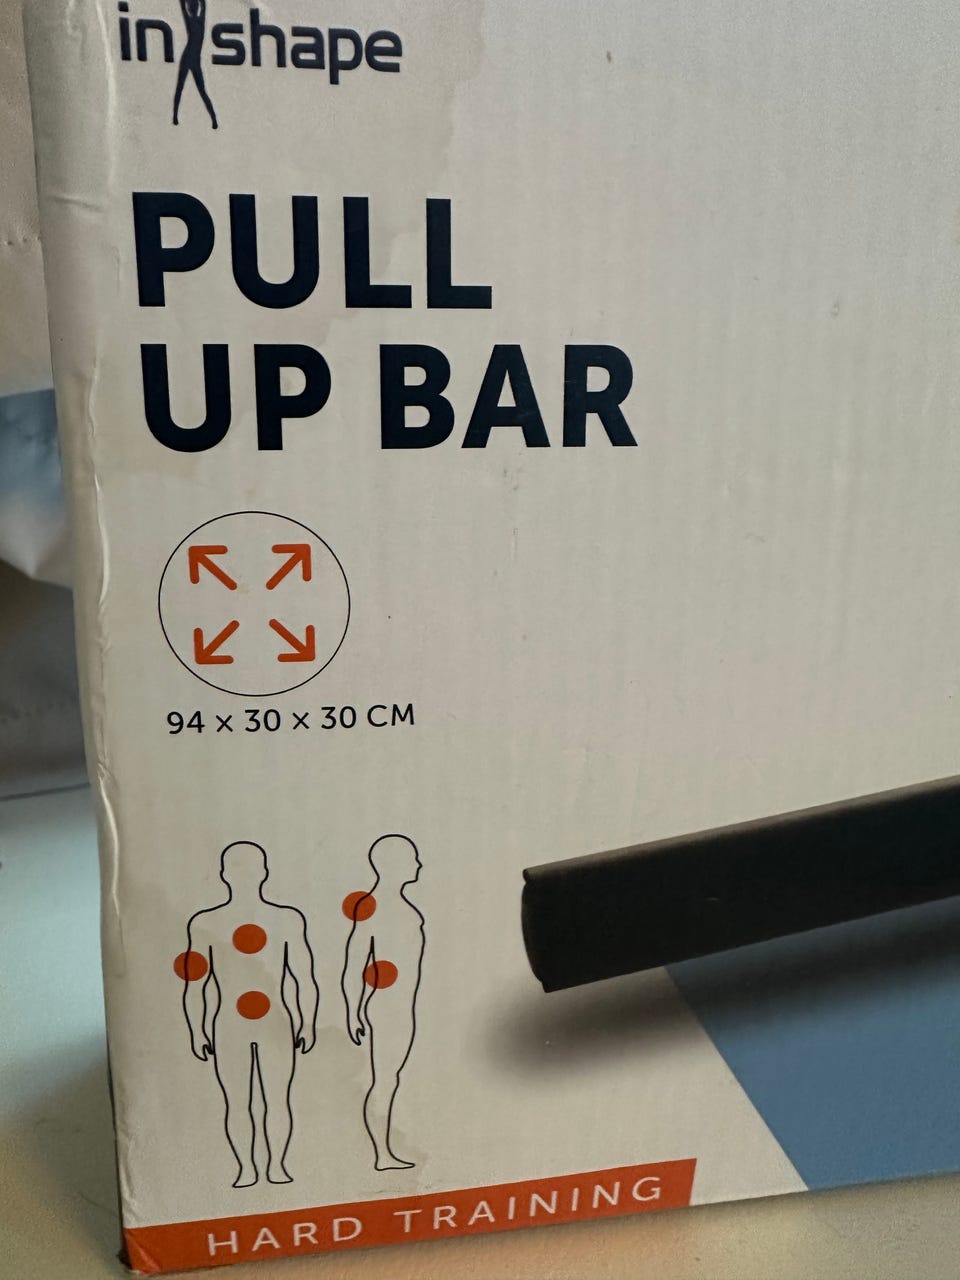 inshape
PULL
UP BAR
94 x 30 x 30 CM
HARD TRAINING